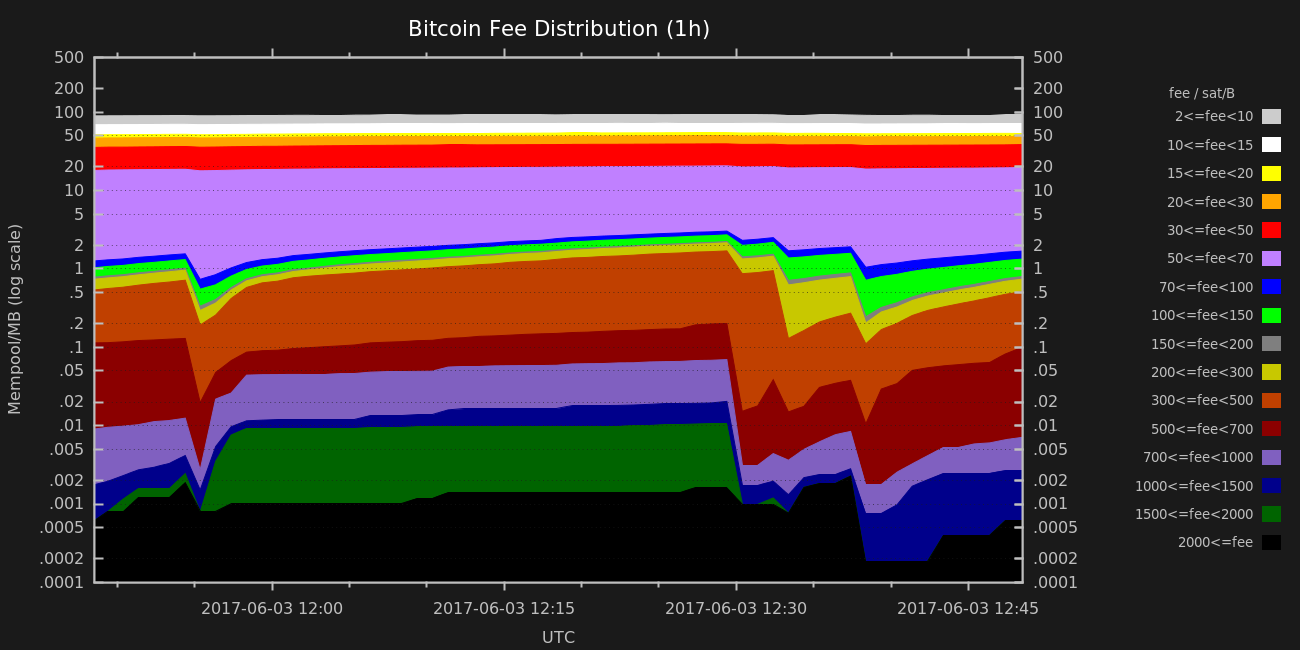 Bitcoin Fee Distribution (1h)
500
200
100
50
20
10
5
2
1
.5
.2
.1
.05
.02
.01
.005
.002
.001
.0005
.0002
.0001
Mempool/MB (log scale)
500
200
100
50
20
10
5
2
1
.5
.2
.1
.05
.02
.01
.005
.002
.001
.0005
.0002
.0001
2017-06-03 12:00
2017-06-03 12:15
2017-06-03 12:30
2017-06-03 12:45
UTC
fee / sat/B
2<=fee<10
10<=fee<15
15<=fee<20
20<=fee<30
30<=fee<50
50<=fee<70
70<=fee<100
100<=fee<150
150<=fee<200
200<=fee<300
300<=fee<500
500<=fee<700
700<=fee<1000
1000<=fee<1500
1500<=fee<2000
2000<=fee